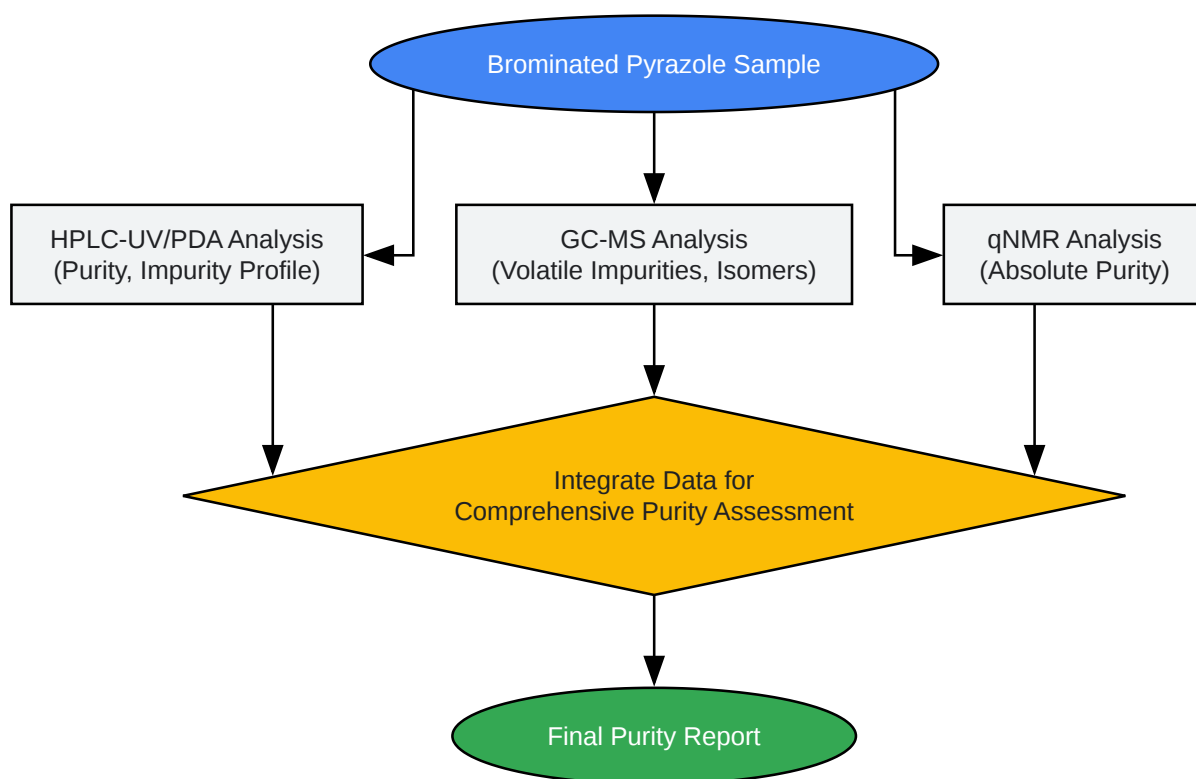 Brominated Pyrazole Sample
HPLC-UV/PDA Analysis
(Purity, Impurity Profile)
GC-MS Analysis
(Volatile Impurities, Isomers)
qNMR Analysis
(Absolute Purity)
Integrate Data for
Comprehensive Purity Assessment
Final Purity Report